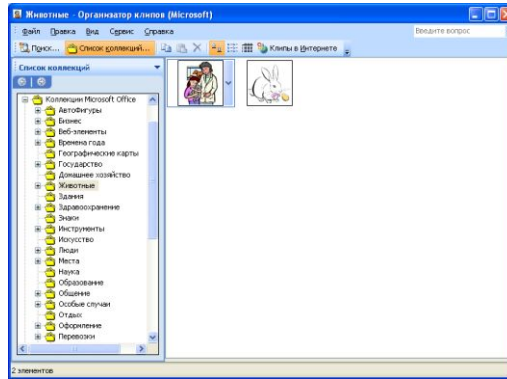 Животные - Организатор клипов (Microsoft)
Файл Правка Вид Сервис Справка
Введите вопрос
Поиск... Список коллекций... Клипы в Интернете
Список коллекций
Коллекции Microsoft Office
Автофигуры
Бизнес
Веб-элементы
Времена года
Географические карты
Государство
Домашнее хозяйство
Животные
Здания
Здравоохранение
Знаки
Инструменты
Искусство
Люди
Места
Наука
Образование
Общение
Особые случаи
Отдых
Оформление
Перевозки
2 элементов